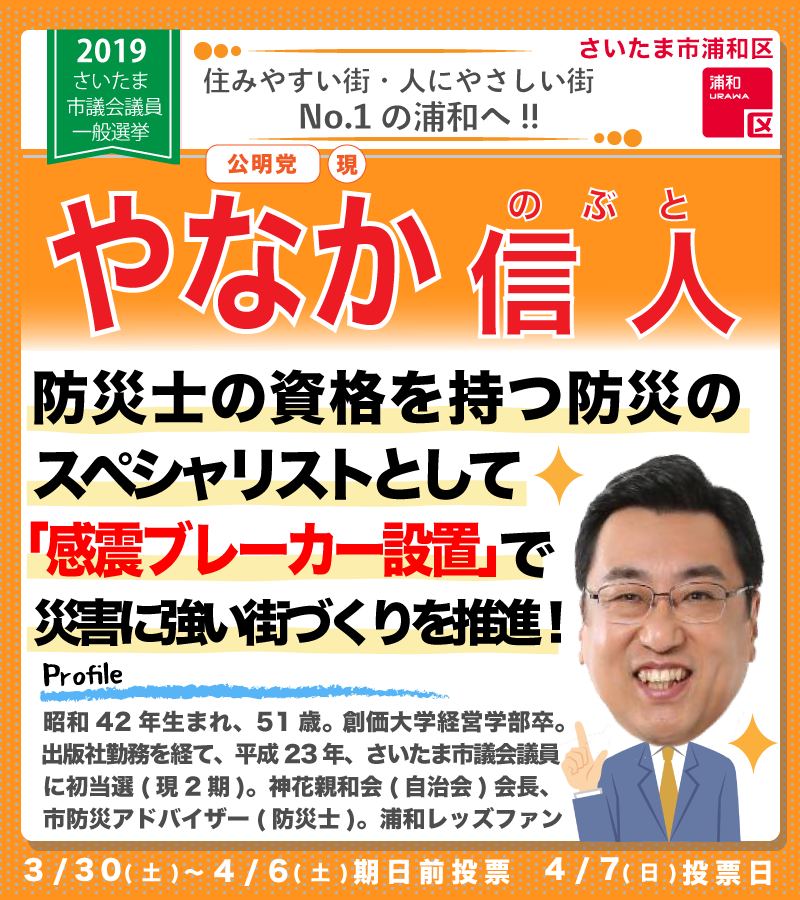 2019
さいたま
市議会議員
一般選挙
住みやすい街・人にやさしい街
No.1の浦和へ!!
さいたま市浦和区
浦和
URAWA
区
公明党 現
のぶと
やなか信人
防災士の資格を持つ防災の
スペシャリストとして
「感震ブレーカー設置」で
災害に強い街づくりを推進!
Profile
昭和42年生まれ、51歳。創価大学経営学部卒。
出版社勤務を経て、平成23年、さいたま市議会議員
に初当選(現2期)。神花親和会(自治会)会長、
市防災アドバイザー(防災士)。浦和レッズファン
3/30(土)~4/6(土)期日前投票 4/7(日)投票日